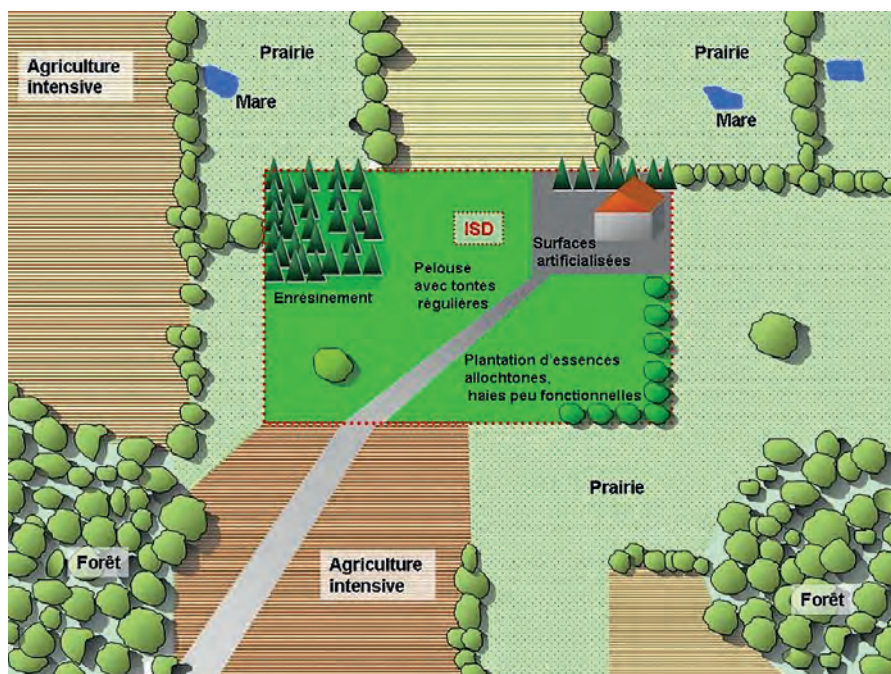 Agriculture
intensive
Prairie
Mare
Prairie
Mare
ISD
Surfaces
artificialisées
Pelouse
avec tontes
régulières
Enrésinement
Plantation d'essences
allochtones,
haies peu fonctionnelles
Prairie
Forêt
Agriculture
intensive
Forêt